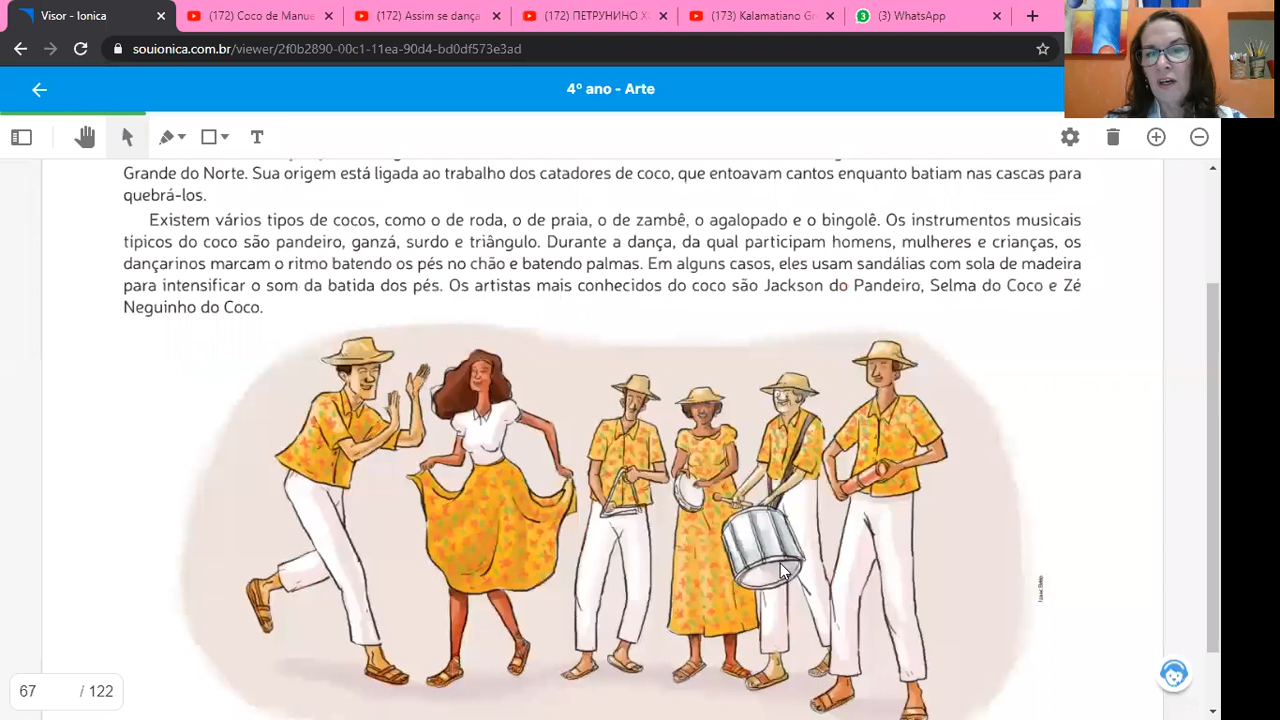 Visor - Ionica
(172) Coco de Manue
(172) Assim se dança
(172) ПЕТРУНИНО ХО
(173) Kalamatiano Gr
(3) WhatsApp
souionica.com.br/viewer/2f0b2890-00c1-11ea-90d4-bd0df573e3ad
4º ano - Arte
T
Grande do Norte. Sua origem está ligada ao trabalho dos catadores de coco, que entoavam cantos enquanto batiam nas cascas para
quebrá-los.
Existem vários tipos de cocos, como o de roda, o de praia, o de zambê, o agalopado e o bingolê. Os instrumentos musicais
típicos do coco são pandeiro, ganzá, surdo e triângulo. Durante a dança, da qual participam homens, mulheres e crianças, os
dançarinos marcam o ritmo batendo os pés no chão e batendo palmas. Em alguns casos, eles usam sandálias com sola de madeira
para intensificar o som da batida dos pés. Os artistas mais conhecidos do coco são Jackson do Pandeiro, Selma do Coco e Zé
Neguinho do Coco.
67 / 122